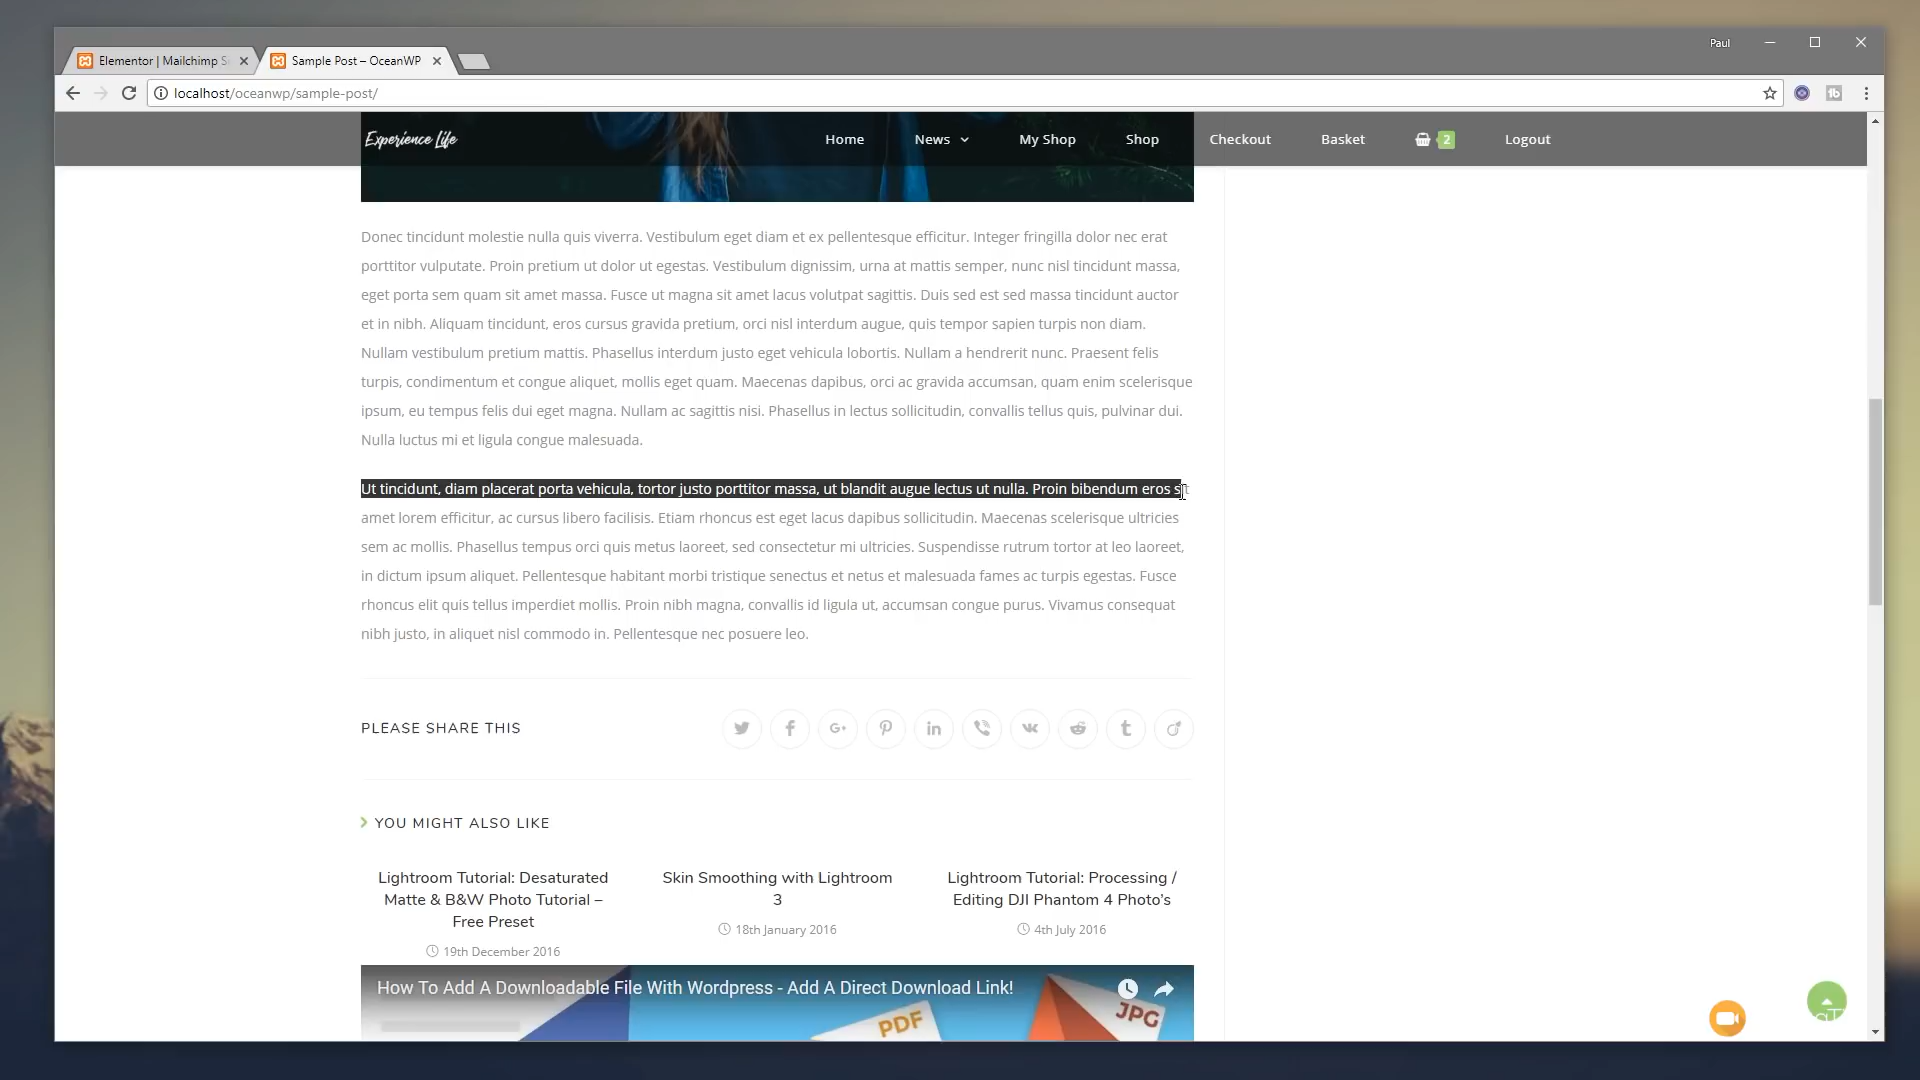 Paul
Elementor | Mailchimp S
Sample Post – OceanWP
localhost/oceanwp/sample-post/
Experience Life
Home News My Shop Shop Checkout Basket 2 Logout
Donec tincidunt molestie nulla quis viverra. Vestibulum eget diam et ex pellentesque efficitur. Integer fringilla dolor nec erat
porttitor vulputate. Proin pretium ut dolor ut egestas. Vestibulum dignissim, urna at mattis semper, nunc nisl tincidunt massa,
eget porta sem quam sit amet massa. Fusce ut magna sit amet lacus volutpat sagittis. Duis sed est sed massa tincidunt auctor
et in nibh. Aliquam tincidunt, eros cursus gravida pretium, orci nisl interdum augue, quis tempor sapien turpis non diam.
Nullam vestibulum pretium mattis. Phasellus interdum justo eget vehicula lobortis. Nullam a hendrerit nunc. Praesent felis
turpis, condimentum et congue aliquet, mollis eget quam. Maecenas dapibus, orci ac gravida accumsan, quam enim scelerisque
ipsum, eu tempus felis dui eget magna. Nullam ac sagittis nisi. Phasellus in lectus sollicitudin, convallis tellus quis, pulvinar dui.
Nulla luctus mi et ligula congue malesuada.
Ut tincidunt, diam placerat porta vehicula, tortor justo porttitor massa, ut blandit augue lectus ut nulla. Proin bibendum eros sit
amet lorem efficitur, ac cursus libero facilisis. Etiam rhoncus est eget lacus dapibus sollicitudin. Maecenas scelerisque ultricies
sem ac mollis. Phasellus tempus orci quis metus laoreet, sed consectetur mi ultricies. Suspendisse rutrum tortor at leo laoreet,
in dictum ipsum aliquet. Pellentesque habitant morbi tristique senectus et netus et malesuada fames ac turpis egestas. Fusce
rhoncus elit quis tellus imperdiet mollis. Proin nibh magna, convallis id ligula ut, accumsan congue purus. Vivamus consequat
nibh justo, in aliquet nisl commodo in. Pellentesque nec posuere leo.
PLEASE SHARE THIS
YOU MIGHT ALSO LIKE
Lightroom Tutorial: Desaturated
Matte & B&W Photo Tutorial –
Free Preset
19th December 2016
Skin Smoothing with Lightroom
3
18th January 2016
Lightroom Tutorial: Processing /
Editing DJI Phantom 4 Photo's
4th July 2016
How To Add A Downloadable File With Wordpress - Add A Direct Download Link!
PDF
JPG